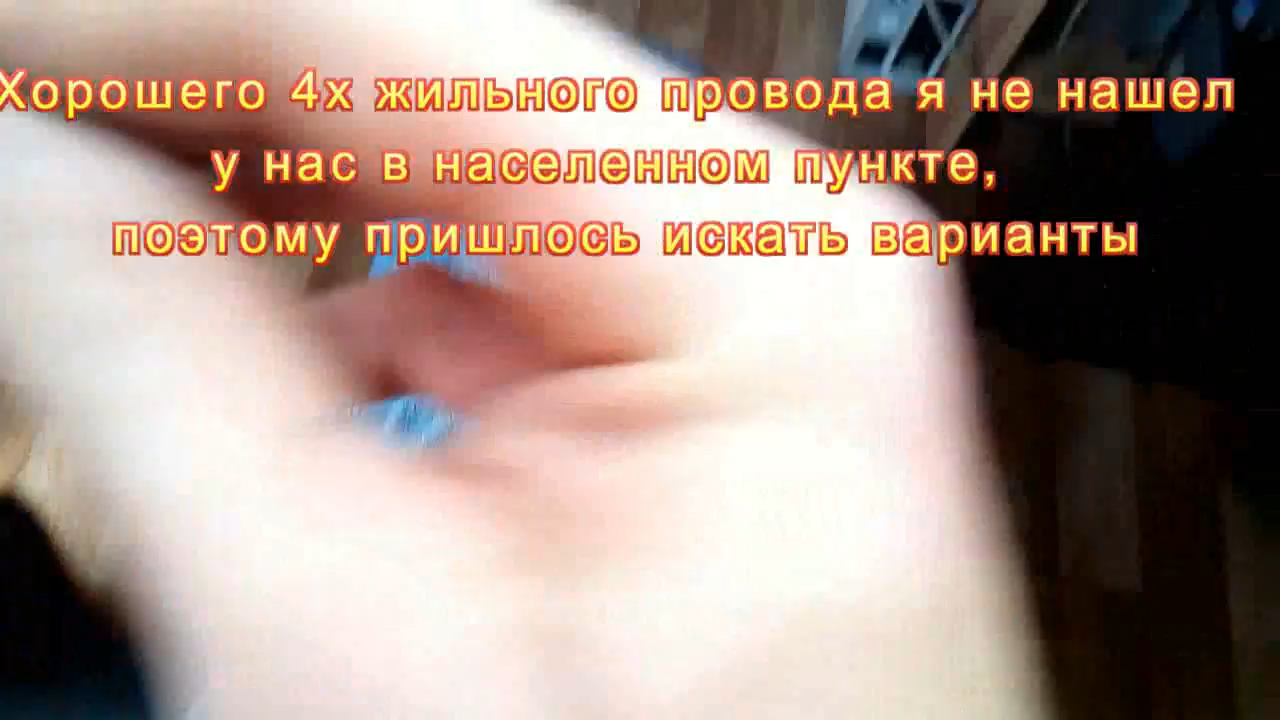 Хорошего 4х жильного провода я не нашел
у нас в населенном пункте,
поэтому пришлось искать варианты